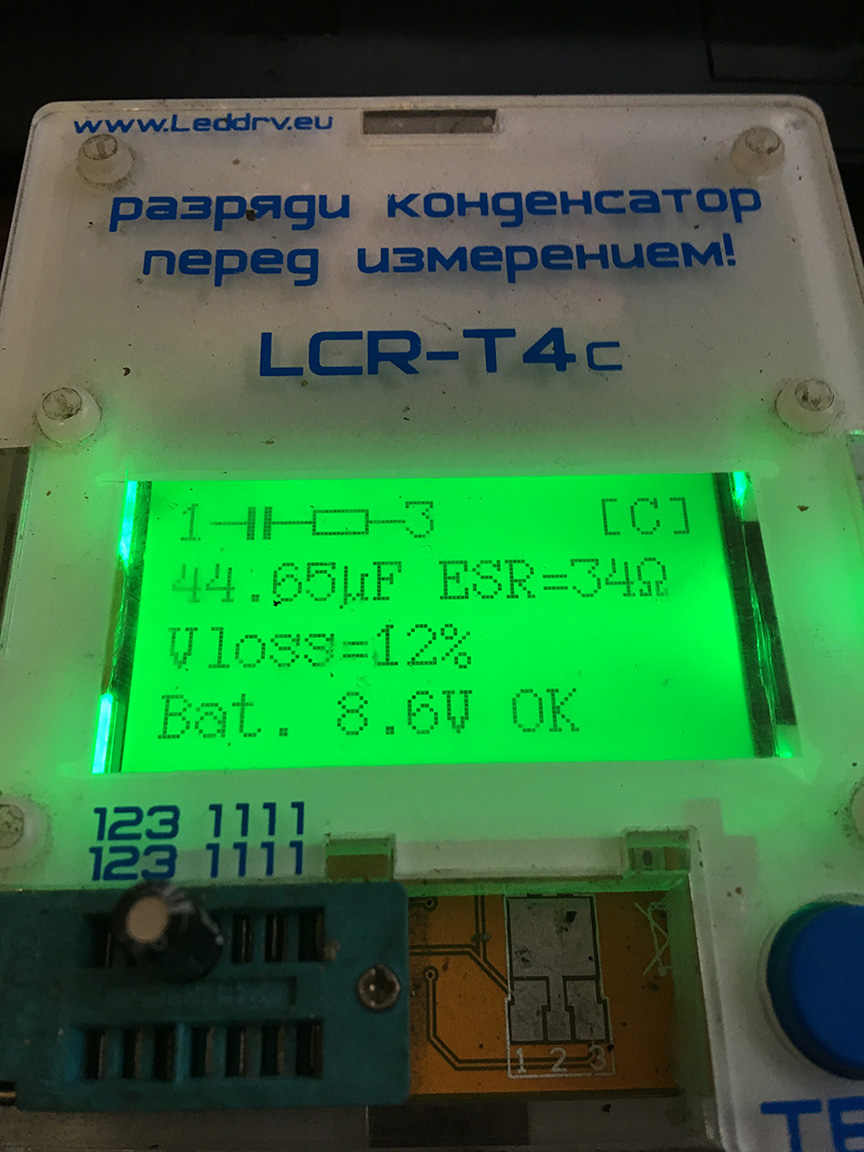 www.Leddrv.eu
разряди конденсатор
перед измерением!
LCR-T4c
1 3 [C]
44.65µF ESR=34Ω
Vloss=12%
Bat. 8.6V OK
123 1111
123 1111
1 2 3